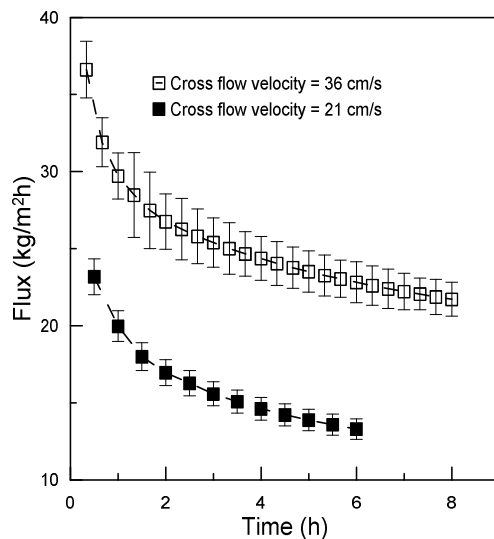 40
Cross flow velocity = 36 cm/s
Cross flow velocity = 21 cm/s
30
Flux (kg/m²h)
20
10
0 2 4 6 8
Time (h)